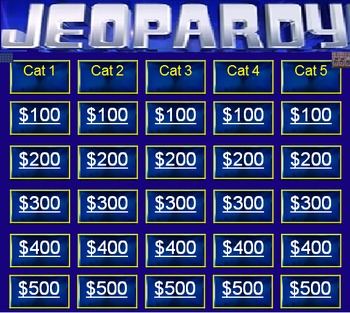 JEOPARDY
Cat 1 Cat 2 Cat 3 Cat 4 Cat 5
$100 $100 $100 $100 $100
$200 $200 $200 $200 $200
$300 $300 $300 $300 $300
$400 $400 $400 $400 $400
$500 $500 $500 $500 $500